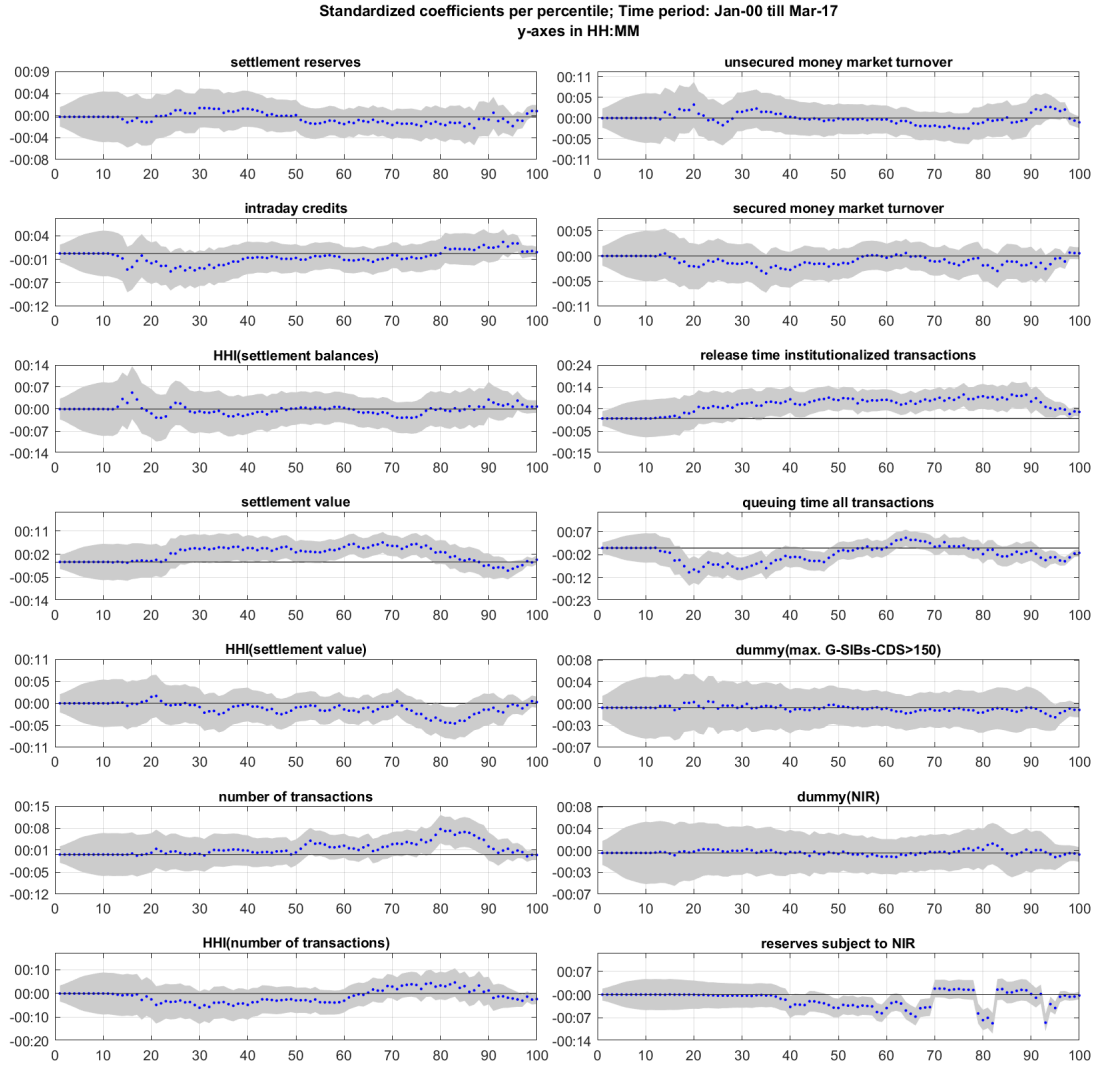 Standardized coefficients per percentile; Time period: Jan-00 till Mar-17
y-axes in HH:MM
settlement reserves
00:09
00:04
00:00
-00:04
-00:08
0 10 20 30 40 50 60 70 80 90 100
unsecured money market turnover
00:11
00:05
00:00
-00:05
-00:11
0 10 20 30 40 50 60 70 80 90 100
intraday credits
00:04
-00:01
-00:07
-00:12
0 10 20 30 40 50 60 70 80 90 100
secured money market turnover
00:05
00:00
-00:05
-00:11
0 10 20 30 40 50 60 70 80 90 100
HHI(settlement balances)
00:14
00:07
00:00
-00:07
-00:14
0 10 20 30 40 50 60 70 80 90 100
release time institutionalized transactions
00:24
00:14
00:04
-00:05
-00:15
0 10 20 30 40 50 60 70 80 90 100
settlement value
00:11
00:02
-00:05
-00:14
0 10 20 30 40 50 60 70 80 90 100
queuing time all transactions
00:07
-00:02
-00:12
-00:23
0 10 20 30 40 50 60 70 80 90 100
HHI(settlement value)
00:11
00:05
00:00
-00:05
-00:11
0 10 20 30 40 50 60 70 80 90 100
dummy(max. G-SIBs-CDS>150)
00:08
00:04
00:00
-00:03
-00:07
0 10 20 30 40 50 60 70 80 90 100
number of transactions
00:15
00:08
00:01
-00:05
-00:12
0 10 20 30 40 50 60 70 80 90 100
dummy(NIR)
00:08
00:04
00:00
-00:03
-00:07
0 10 20 30 40 50 60 70 80 90 100
HHI(number of transactions)
00:10
00:00
-00:10
-00:20
0 10 20 30 40 50 60 70 80 90 100
reserves subject to NIR
00:07
-00:00
-00:07
-00:14
0 10 20 30 40 50 60 70 80 90 100